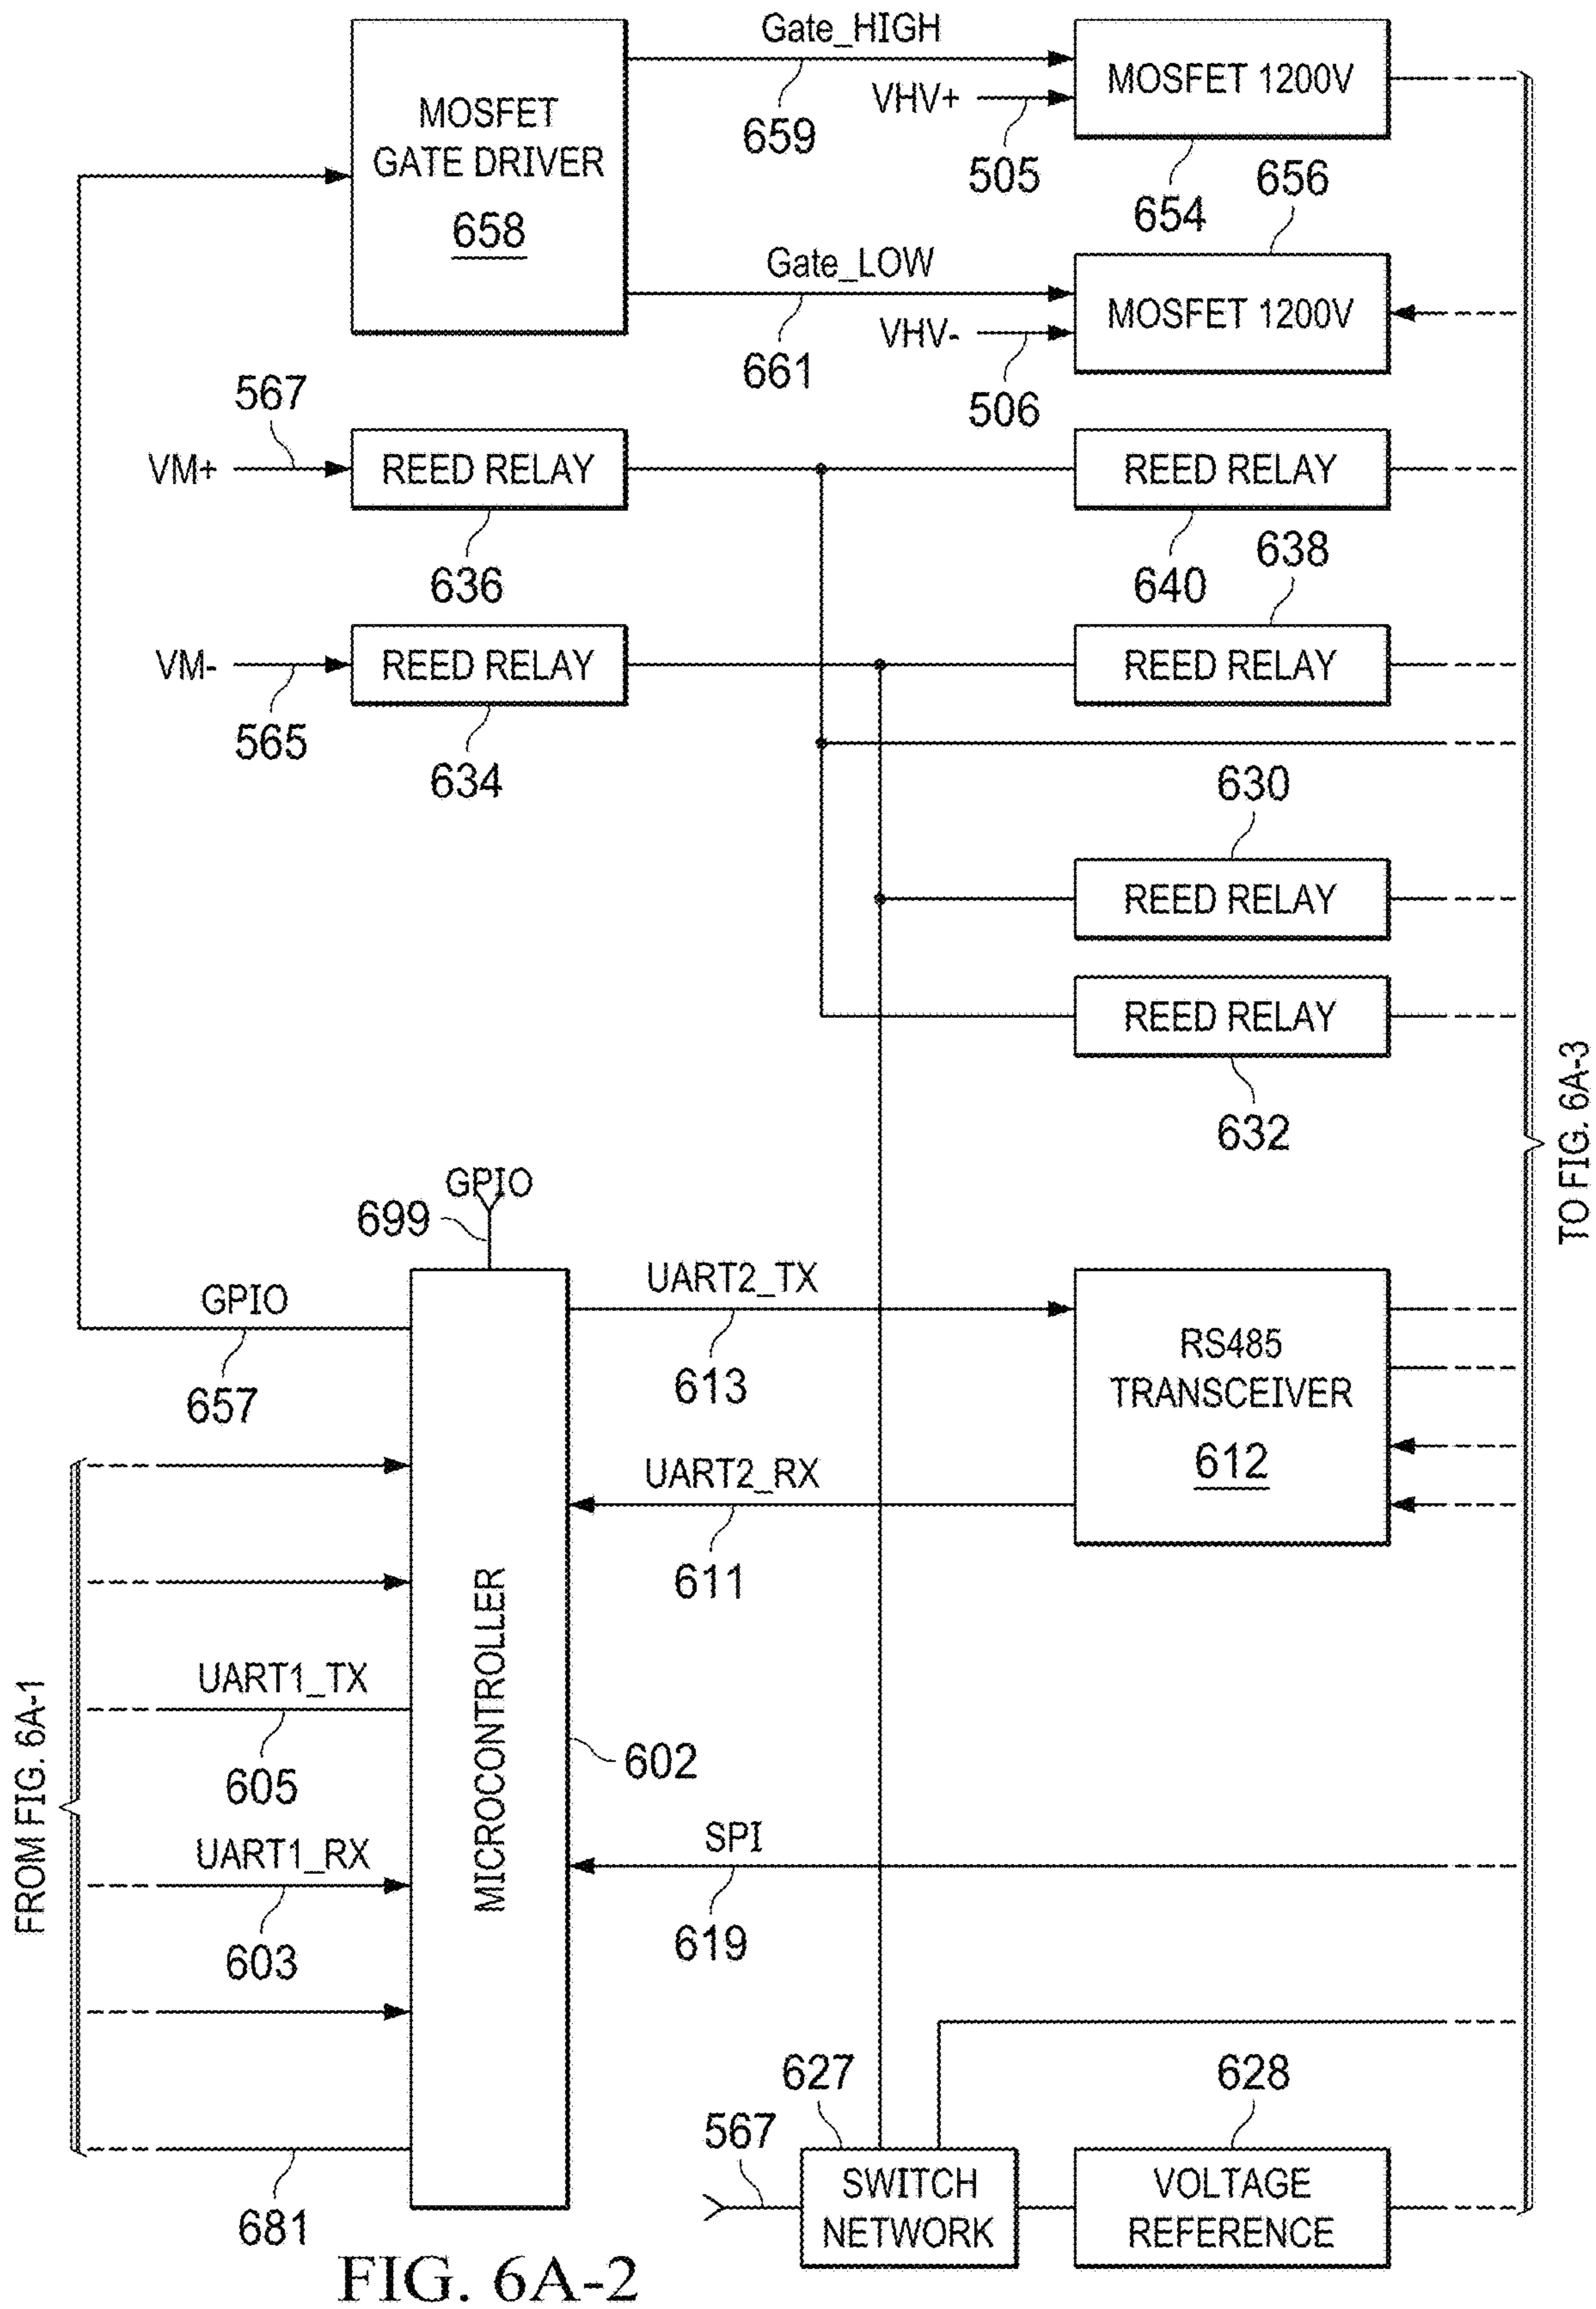 Gate_HIGH
MOSFET 1200V
VHV+
MOSFET
GATE DRIVER
658
659
505
654
656
Gate_LOW
MOSFET 1200V
VHV-
661
506
567
VM+
REED RELAY
REED RELAY
636
640
638
VM-
REED RELAY
REED RELAY
565
634
630
REED RELAY
REED RELAY
632
TO FIG. 6A-3
GPIO
699
GPIO
657
UART2_TX
613
RS485
TRANSCEIVER
612
UART2_RX
611
MICROCONTROLLER
602
FROM FIG. 6A-1
UART1_TX
605
UART1_RX
603
SPI
619
681
627
628
567
SWITCH
NETWORK
VOLTAGE
REFERENCE
FIG. 6A-2